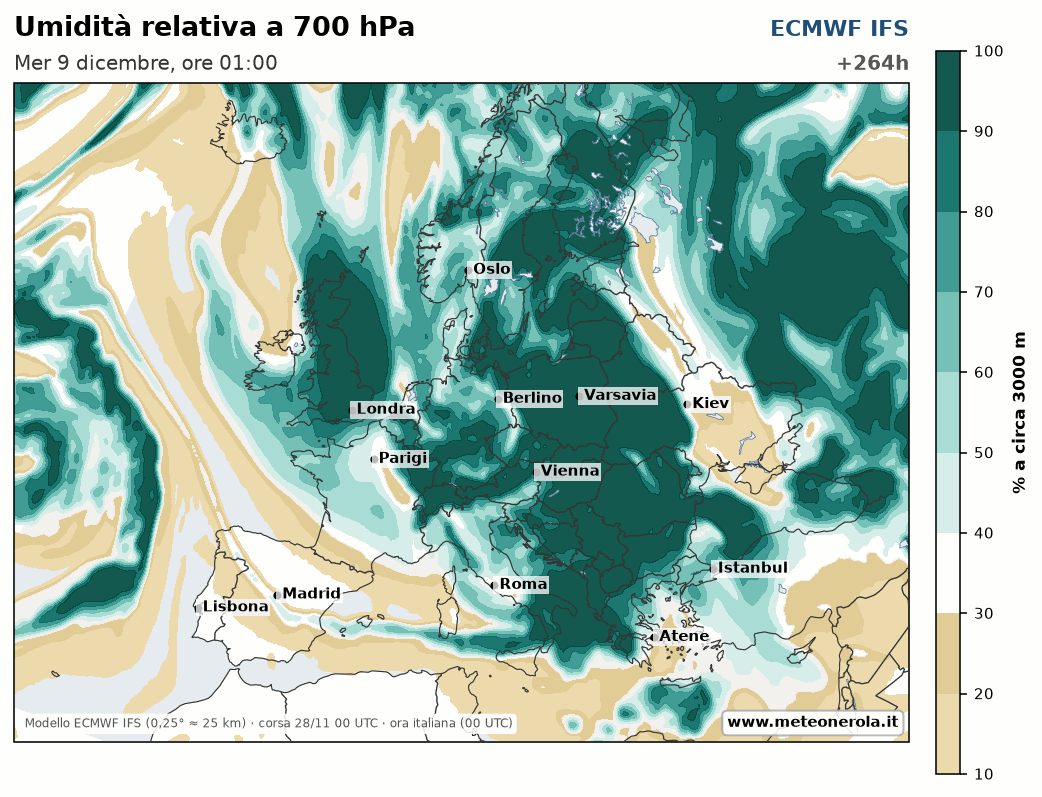 Umidità relativa a 700 hPa
ECMWF IFS
Mer 9 dicembre, ore 01:00
+264h
100
90
80
70
60
50
40
30
20
10
% a circa 3000 m
Oslo
Berlino
Varsavia
Kiev
Londra
Parigi
Vienna
Istanbul
Roma
Madrid
Lisbona
Atene
Modello ECMWF IFS (0,25° ≈ 25 km) · corsa 28/11 00 UTC · ora italiana (00 UTC)
www.meteonerola.it